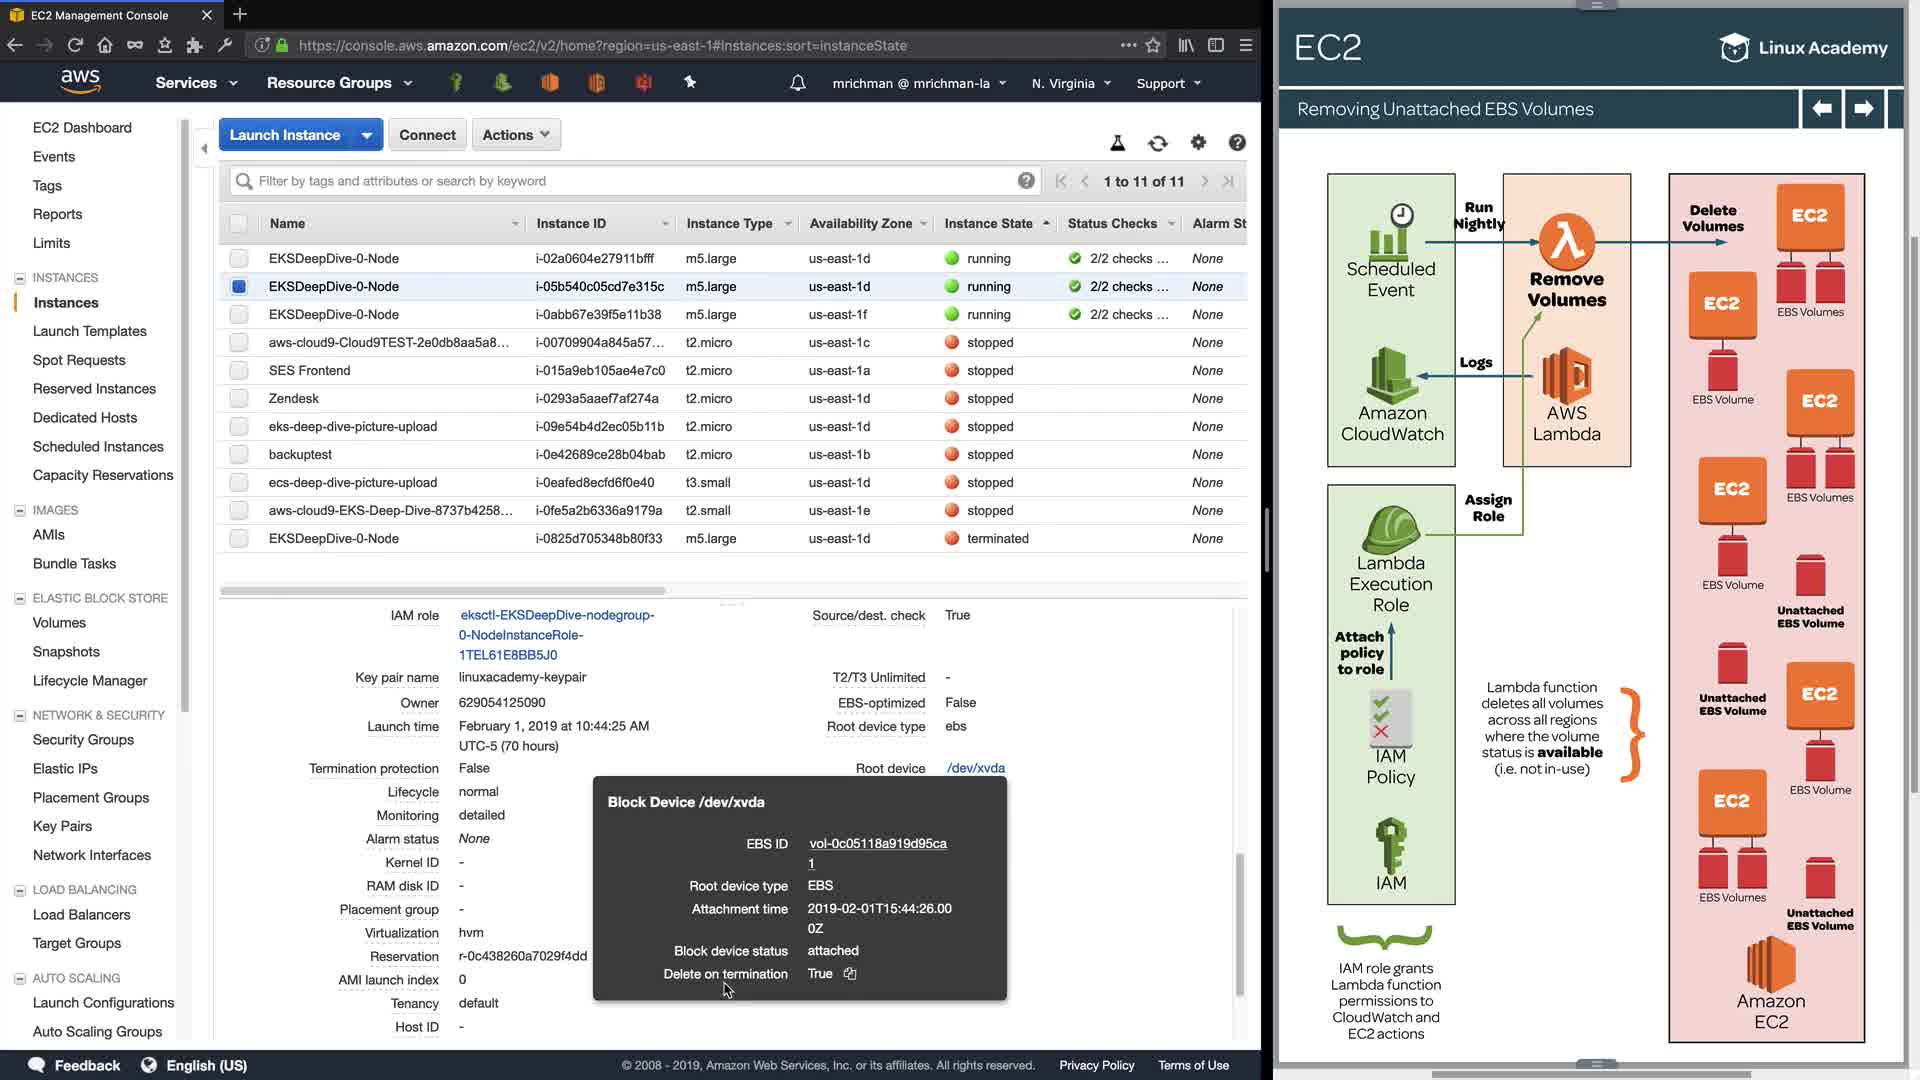 EC2 Management Console
https://console.aws.amazon.com/ec2/v2/home?region=us-east-1#Instances:sort=instanceState
aws
Services
Resource Groups
mrichman @ mrichman-la
N. Virginia
Support
EC2 Dashboard
Events
Tags
Reports
Limits
INSTANCES
Instances
Launch Templates
Spot Requests
Reserved Instances
Dedicated Hosts
Scheduled Instances
Capacity Reservations
IMAGES
AMIs
Bundle Tasks
ELASTIC BLOCK STORE
Volumes
Snapshots
Lifecycle Manager
NETWORK & SECURITY
Security Groups
Elastic IPs
Placement Groups
Key Pairs
Network Interfaces
LOAD BALANCING
Load Balancers
Target Groups
AUTO SCALING
Launch Configurations
Auto Scaling Groups
Launch Instance
Connect
Actions
Filter by tags and attributes or search by keyword
1 to 11 of 11
Name Instance ID Instance Type Availability Zone Instance State Status Checks Alarm St
EKSDeepDive-0-Node i-02a0604e27911bfff m5.large us-east-1d running 2/2 checks ... None
EKSDeepDive-0-Node i-05b540c05cd7e315c m5.large us-east-1d running 2/2 checks ... None
EKSDeepDive-0-Node i-0abb67e39f5e11b38 m5.large us-east-1f running 2/2 checks ... None
aws-cloud9-Cloud9TEST-2e0db8aa5a8... i-00709904a845a57... t2.micro us-east-1c stopped None
SES Frontend i-015a9eb105ae4e7c0 t2.micro us-east-1a stopped None
Zendesk i-0293a5aaef7af274a t2.micro us-east-1d stopped None
eks-deep-dive-picture-upload i-09e54b4d2ec05b11b t2.micro us-east-1d stopped None
backuptest i-0e42689ce28b04bab t2.micro us-east-1b stopped None
ecs-deep-dive-picture-upload i-0eafed8ecfd6f0e40 t3.small us-east-1d stopped None
aws-cloud9-EKS-Deep-Dive-8737b4258... i-0fe5a2b6336a9179a t2.small us-east-1e stopped None
EKSDeepDive-0-Node i-0825d705348b80f33 m5.large us-east-1d terminated None
IAM role eksctl-EKSDeepDive-nodegroup-
0-NodeInstanceRole-
1TEL61E8BB5J0
Key pair name linuxacademy-keypair
Owner 629054125090
Launch time February 1, 2019 at 10:44:25 AM
UTC-5 (70 hours)
Termination protection False
Lifecycle normal
Monitoring detailed
Alarm status None
Kernel ID -
RAM disk ID -
Placement group -
Virtualization hvm
Reservation r-0c438260a7029f4dd
AMI launch index 0
Tenancy default
Host ID -
Source/dest. check True
T2/T3 Unlimited -
EBS-optimized False
Root device type ebs
Root device /dev/xvda
Block Device /dev/xvda
EBS ID vol-0c05118a919d95ca
1
Root device type EBS
Attachment time 2019-02-01T15:44:26.00
0Z
Block device status attached
Delete on termination True
Feedback
English (US)
© 2008 - 2019, Amazon Web Services, Inc. or its affiliates. All rights reserved.
Privacy Policy
Terms of Use
EC2
Linux Academy
Removing Unattached EBS Volumes
Scheduled
Event
Run
Nightly
Remove
Volumes
Delete
Volumes
Logs
Amazon
CloudWatch
AWS
Lambda
Assign
Role
Lambda
Execution
Role
Attach
policy
to role
IAM
Policy
IAM
IAM role grants
Lambda function
permissions to
CloudWatch and
EC2 actions
Lambda function
deletes all volumes
across all regions
where the volume
status is available
(i.e. not in-use)
EC2
EBS Volumes
EC2
EBS Volume
EC2
EBS Volumes
EC2
EBS Volume
Unattached
EBS Volume
Unattached
EBS Volume
EC2
EBS Volume
EC2
EBS Volumes
Unattached
EBS Volume
Amazon
EC2